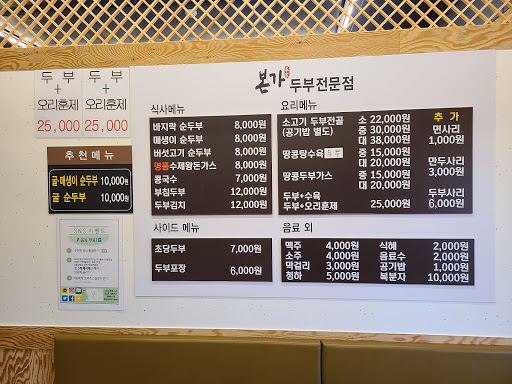 두 부
+
오리훈제
25,000
두 부
+
오리훈제
25,000
추천메뉴
굴·매생이 순두부 10,000원
굴 순두부 10,000원
SNS 이벤트
본가 두부전문점
식사메뉴
바지락 순두부 8,000원
매생이 순두부 8,000원
버섯고기 순두부 8,000원
명품수제왕돈가스 8,000원
콩국수 7,000원
부침두부 12,000원
두부김치 12,000원
사이드 메뉴
초당두부 7,000원
두부포장 6,000원
요리메뉴
소고기 두부전골 소 22,000원
(공기밥 별도) 중 30,000원
대 38,000원
땅콩탕수육 두부 중 15,000원
대 20,000원
땅콩두부가스 중 15,000원
대 20,000원
두부+수육
두부+오리훈제 25,000원
추 가
면사리
1,000원
만두사리
3,000원
두부사리
6,000원
음료 외
맥주 4,000원 식혜 2,000원
소주 4,000원 음료수 2,000원
막걸리 3,000원 공기밥 1,000원
청하 5,000원 복분자 10,000원